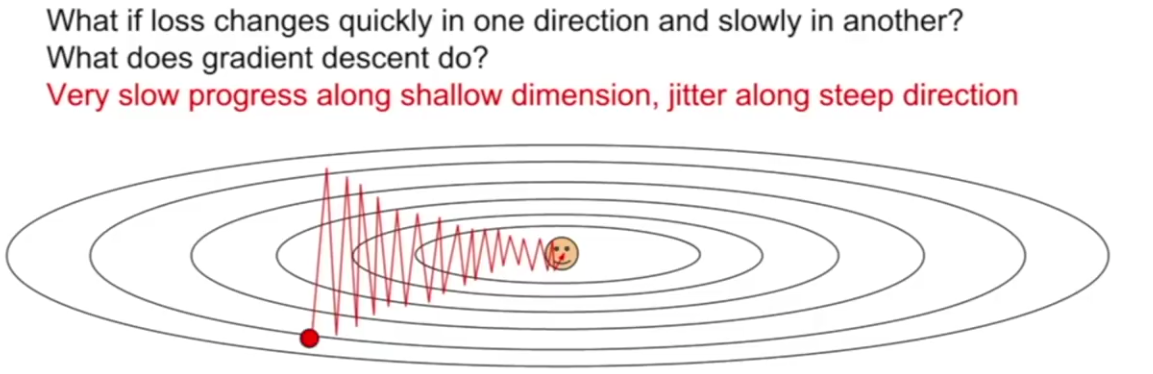 What if loss changes quickly in one direction and slowly in another?
What does gradient descent do?
Very slow progress along shallow dimension, jitter along steep direction